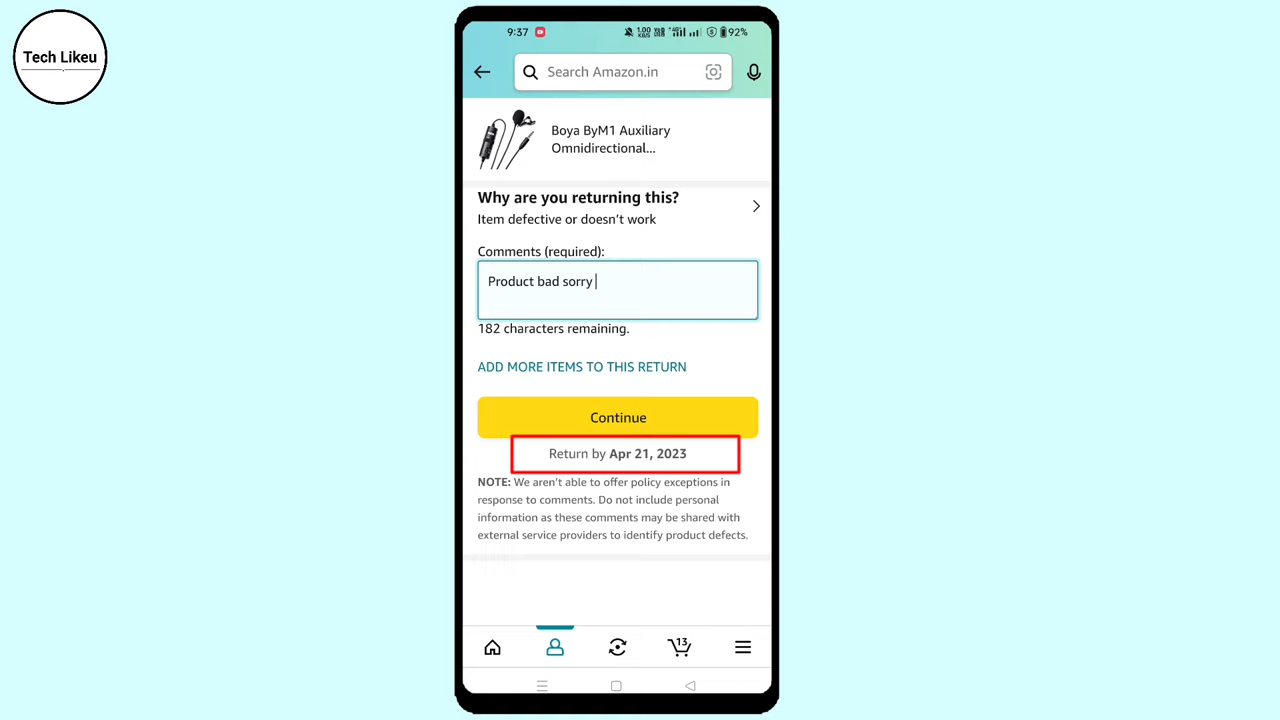 Tech Likeu
9:37
92%
Search Amazon.in
Boya ByM1 Auxiliary
Omnidirectional...
Why are you returning this?
Item defective or doesn't work
Comments (required):
Product bad sorry
182 characters remaining.
ADD MORE ITEMS TO THIS RETURN
Continue
Return by Apr 21, 2023
NOTE: We aren't able to offer policy exceptions in
response to comments. Do not include personal
information as these comments may be shared with
external service providers to identify product defects.
13